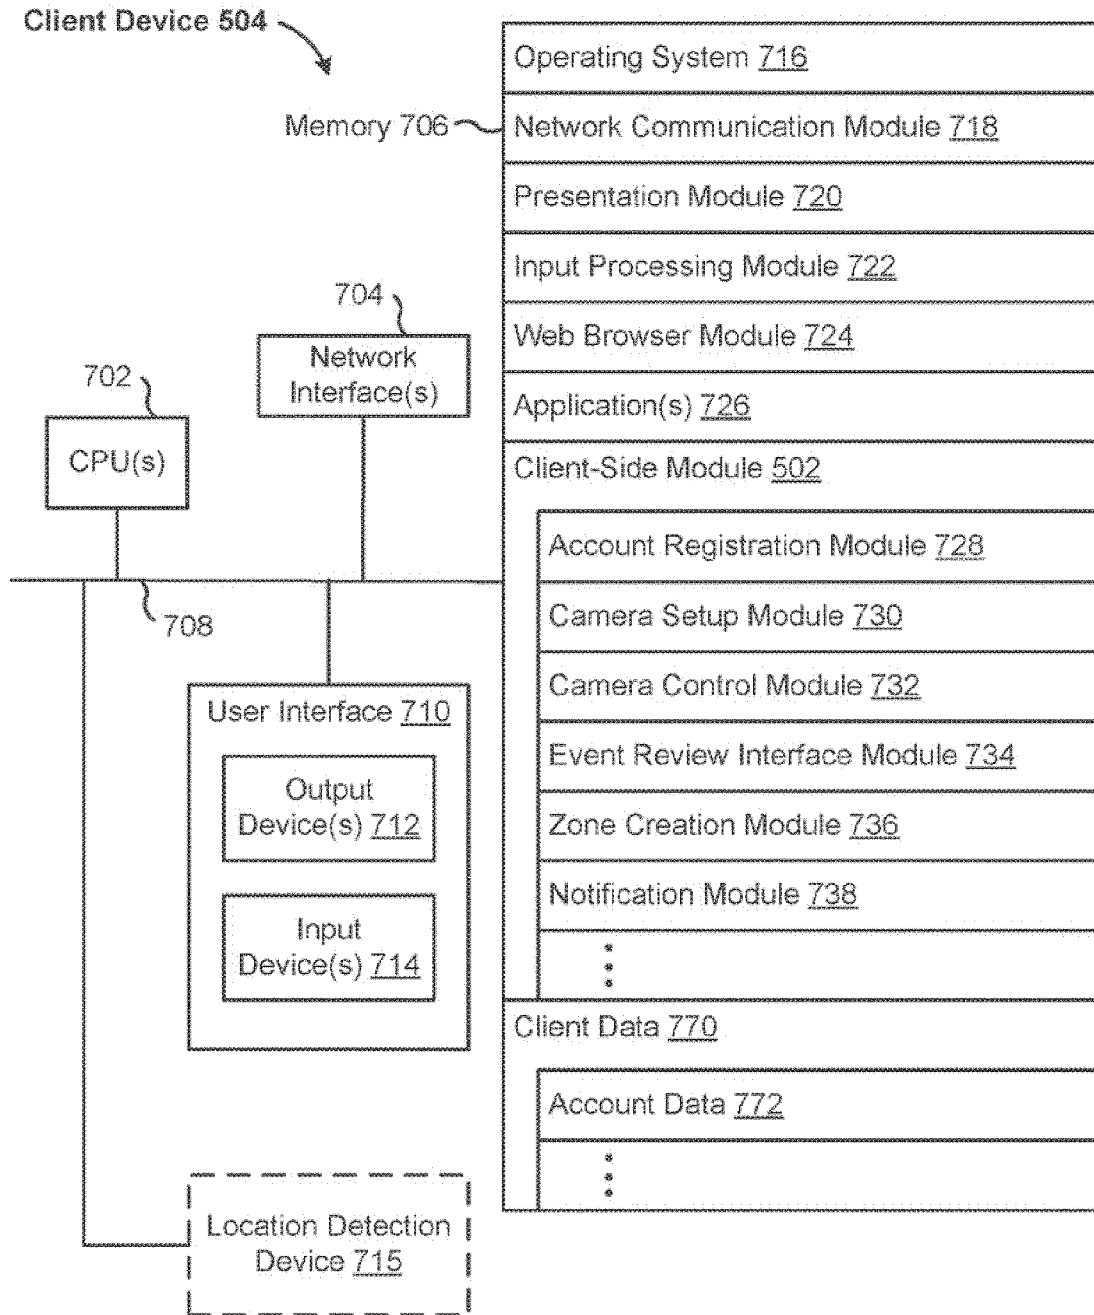 Client Device 504
Memory 706
Operating System 716
Network Communication Module 718
Presentation Module 720
Input Processing Module 722
Web Browser Module 724
Application(s) 726
Client-Side Module 502
Account Registration Module 728
Camera Setup Module 730
Camera Control Module 732
Event Review Interface Module 734
Zone Creation Module 736
Notification Module 738
Client Data 770
Account Data 772
704
Network
Interface(s)
702
CPU(s)
708
User Interface 710
Output
Device(s) 712
Input
Device(s) 714
Location Detection
Device 715